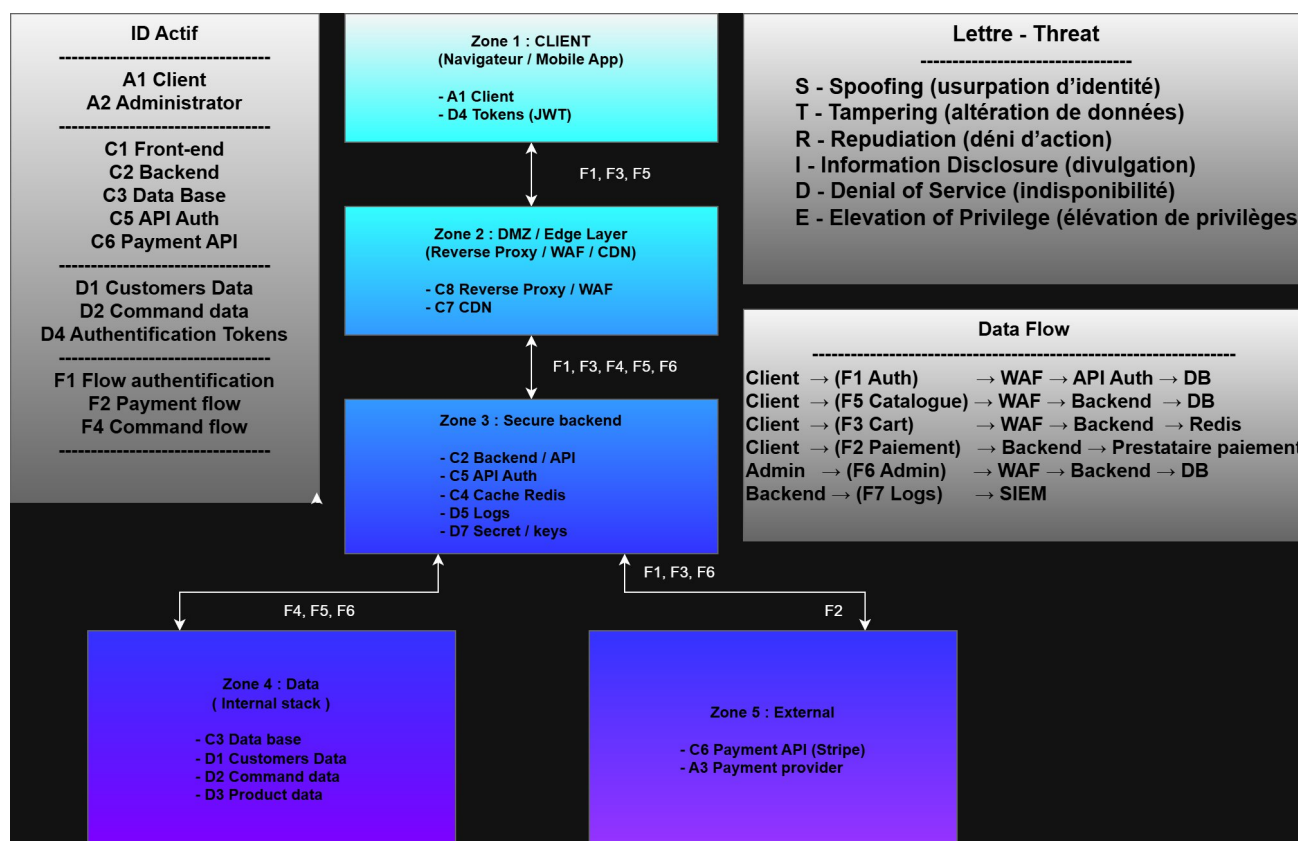 ID Actif
----------------------------------
A1 Client
A2 Administrator
----------------------------------
C1 Front-end
C2 Backend
C3 Data Base
C5 API Auth
C6 Payment API
----------------------------------
D1 Customers Data
D2 Command data
D4 Authentification Tokens
----------------------------------
F1 Flow authentification
F2 Payment flow
F4 Command flow
----------------------------------
Zone 1 : CLIENT
(Navigateur / Mobile App)
- A1 Client
- D4 Tokens (JWT)
F1, F3, F5
Zone 2 : DMZ / Edge Layer
(Reverse Proxy / WAF / CDN)
- C8 Reverse Proxy / WAF
- C7 CDN
F1, F3, F4, F5, F6
Zone 3 : Secure backend
- C2 Backend / API
- C5 API Auth
- C4 Cache Redis
- D5 Logs
- D7 Secret / keys
F4, F5, F6
F1, F3, F6
F2
Zone 4 : Data
( Internal stack )
- C3 Data base
- D1 Customers Data
- D2 Command data
- D3 Product data
Zone 5 : External
- C6 Payment API (Stripe)
- A3 Payment provider
Lettre - Threat
----------------------------------
S - Spoofing (usurpation d’identité)
T - Tampering (altération de données)
R - Repudiation (déni d’action)
I - Information Disclosure (divulgation)
D - Denial of Service (indisponibilité)
E - Elevation of Privilege (élévation de privilèges
Data Flow
--------------------------------------------------------------------
Client → (F1 Auth) → WAF → API Auth → DB
Client → (F5 Catalogue) → WAF → Backend → DB
Client → (F3 Cart) → WAF → Backend → Redis
Client → (F2 Paiement) → Backend → Prestataire paiement
Admin → (F6 Admin) → WAF → Backend → DB
Backend → (F7 Logs) → SIEM